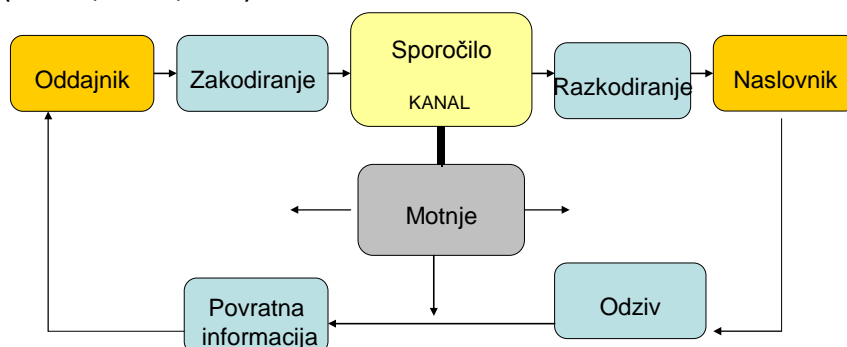 Oddajnik
Zakodiranje
Sporočilo
KANAL
Razkodiranje
Naslovnik
Motnje
Povratna
informacija
Odziv